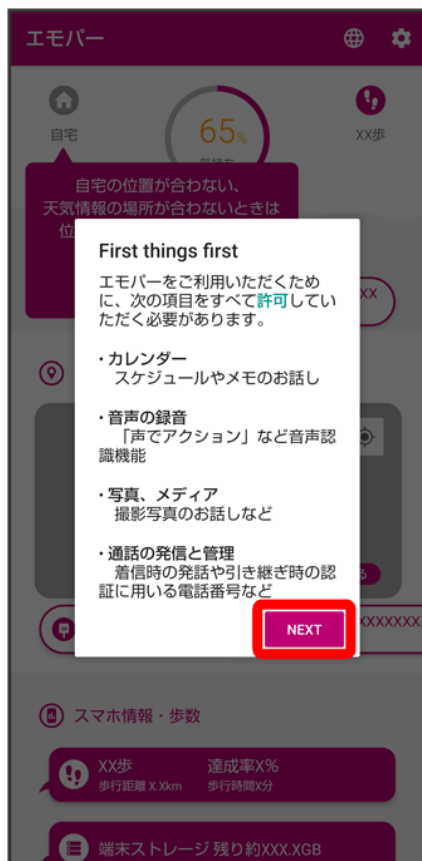 エモパー
65%
自宅
XX歩
自宅の位置が合わない、
天気情報の場所が合わないときは
位
XX
First things first
エモパーをご利用いただくため
に、次の項目をすべて許可してい
ただく必要があります。
・カレンダー
スケジュールやメモのお話し
・音声の録音
「声でアクション」など音声認
識機能
・写真、メディア
撮影写真のお話しなど
・通話の発信と管理
着信時の発話や引き継ぎ時の認
証に用いる電話番号など
NEXT
XXXXXXX
スマホ情報・歩数
XX歩 達成率X%
歩行距離 X.Xkm 歩行時間X分
端末ストレージ 残り約XXX.XGB